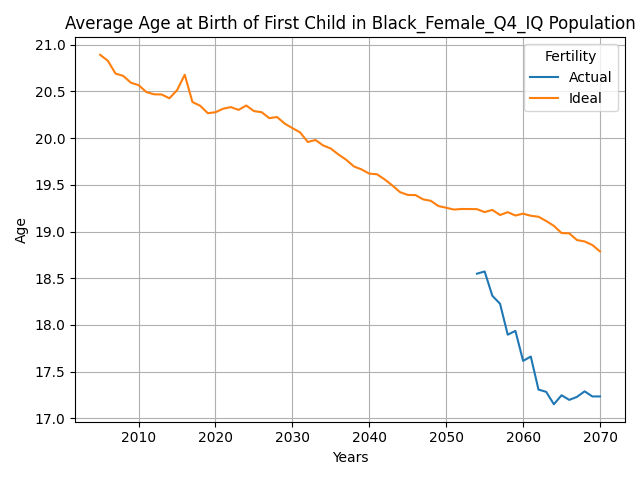 Average Age at Birth of First Child in Black_Female_Q4_IQ Population
Fertility
Actual
Ideal
Age
21.0
20.5
20.0
19.5
19.0
18.5
18.0
17.5
17.0
2010 2020 2030 2040 2050 2060 2070
Years